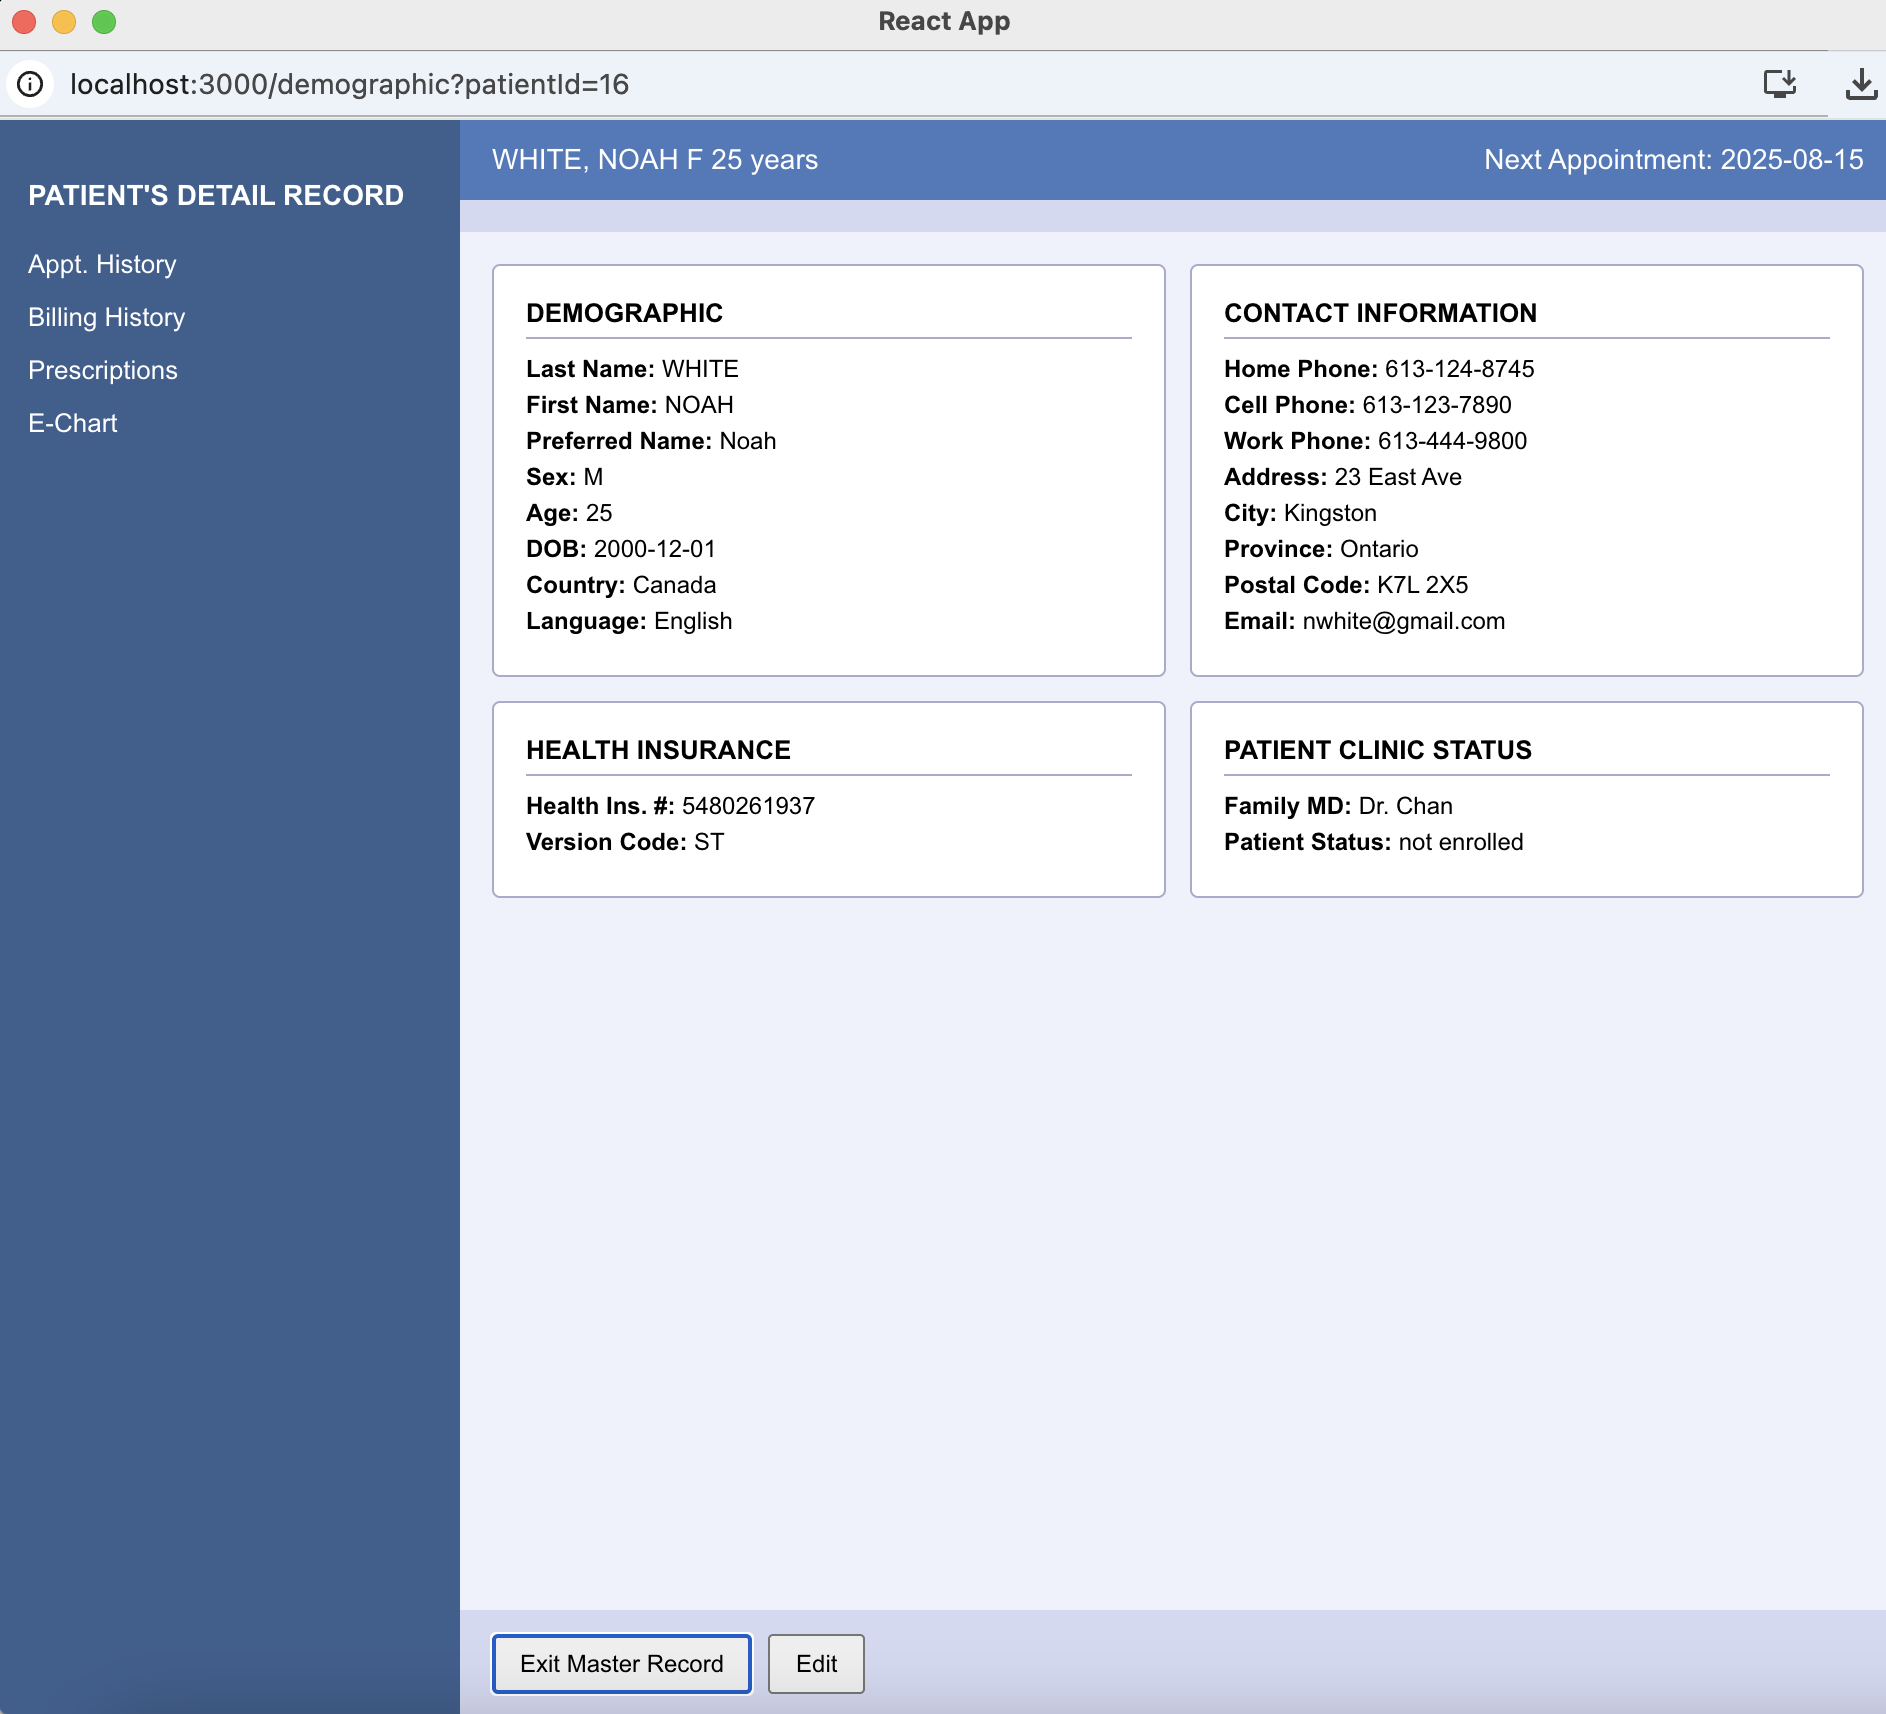 React App
localhost:3000/demographic?patientId=16
PATIENT'S DETAIL RECORD
Appt. History
Billing History
Prescriptions
E-Chart
WHITE, NOAH F 25 years
Next Appointment: 2025-08-15
DEMOGRAPHIC
Last Name: WHITE
First Name: NOAH
Preferred Name: Noah
Sex: M
Age: 25
DOB: 2000-12-01
Country: Canada
Language: English
CONTACT INFORMATION
Home Phone: 613-124-8745
Cell Phone: 613-123-7890
Work Phone: 613-444-9800
Address: 23 East Ave
City: Kingston
Province: Ontario
Postal Code: K7L 2X5
Email: nwhite@gmail.com
HEALTH INSURANCE
Health Ins. #: 5480261937
Version Code: ST
PATIENT CLINIC STATUS
Family MD: Dr. Chan
Patient Status: not enrolled
Exit Master Record
Edit